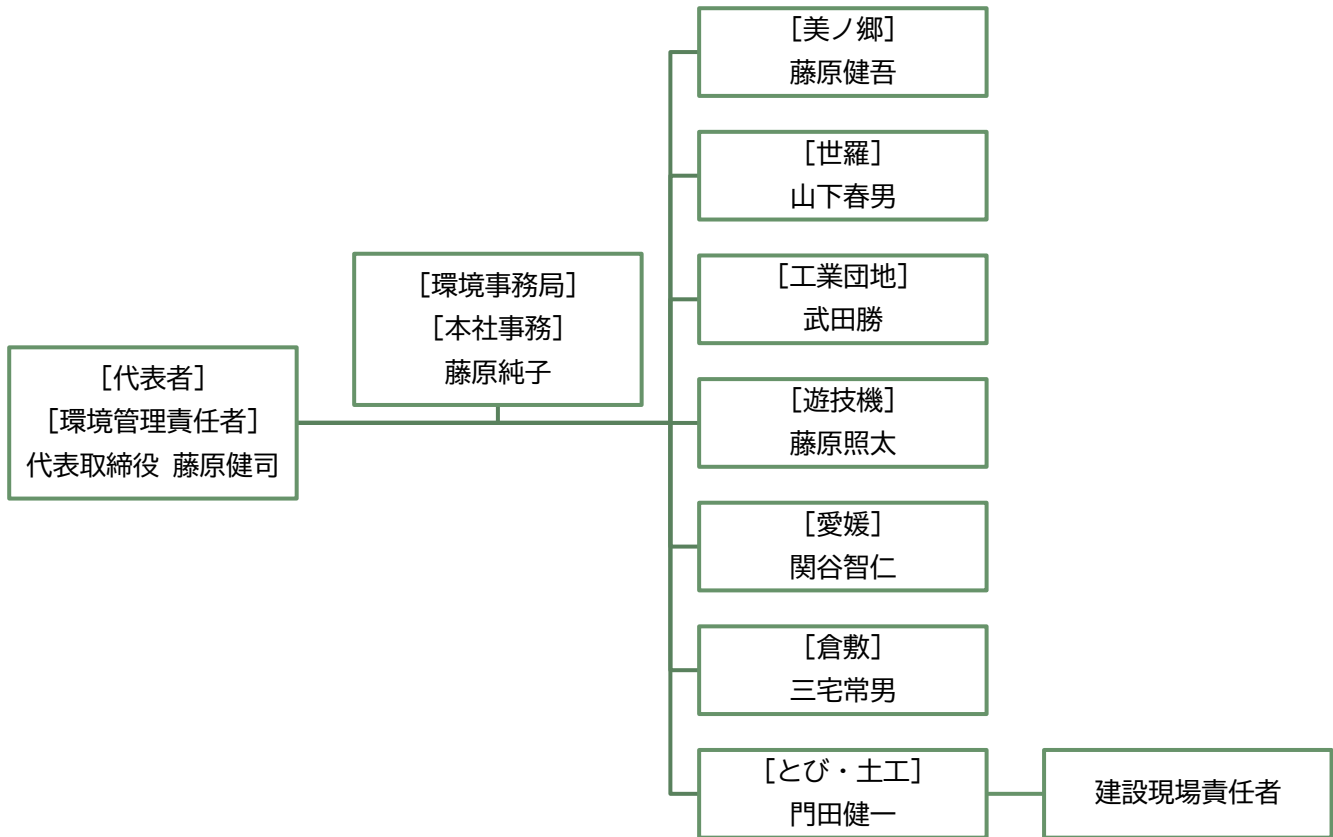 [美ノ郷]
藤原健吾
[世羅]
山下春男
[環境事務局]
[本社事務]
藤原純子
[工業団地]
武田勝
[代表者]
[環境管理責任者]
代表取締役 藤原健司
[遊技機]
藤原照太
[愛媛]
関谷智仁
[倉敷]
三宅常男
[とび・土工]
門田健一
建設現場責任者